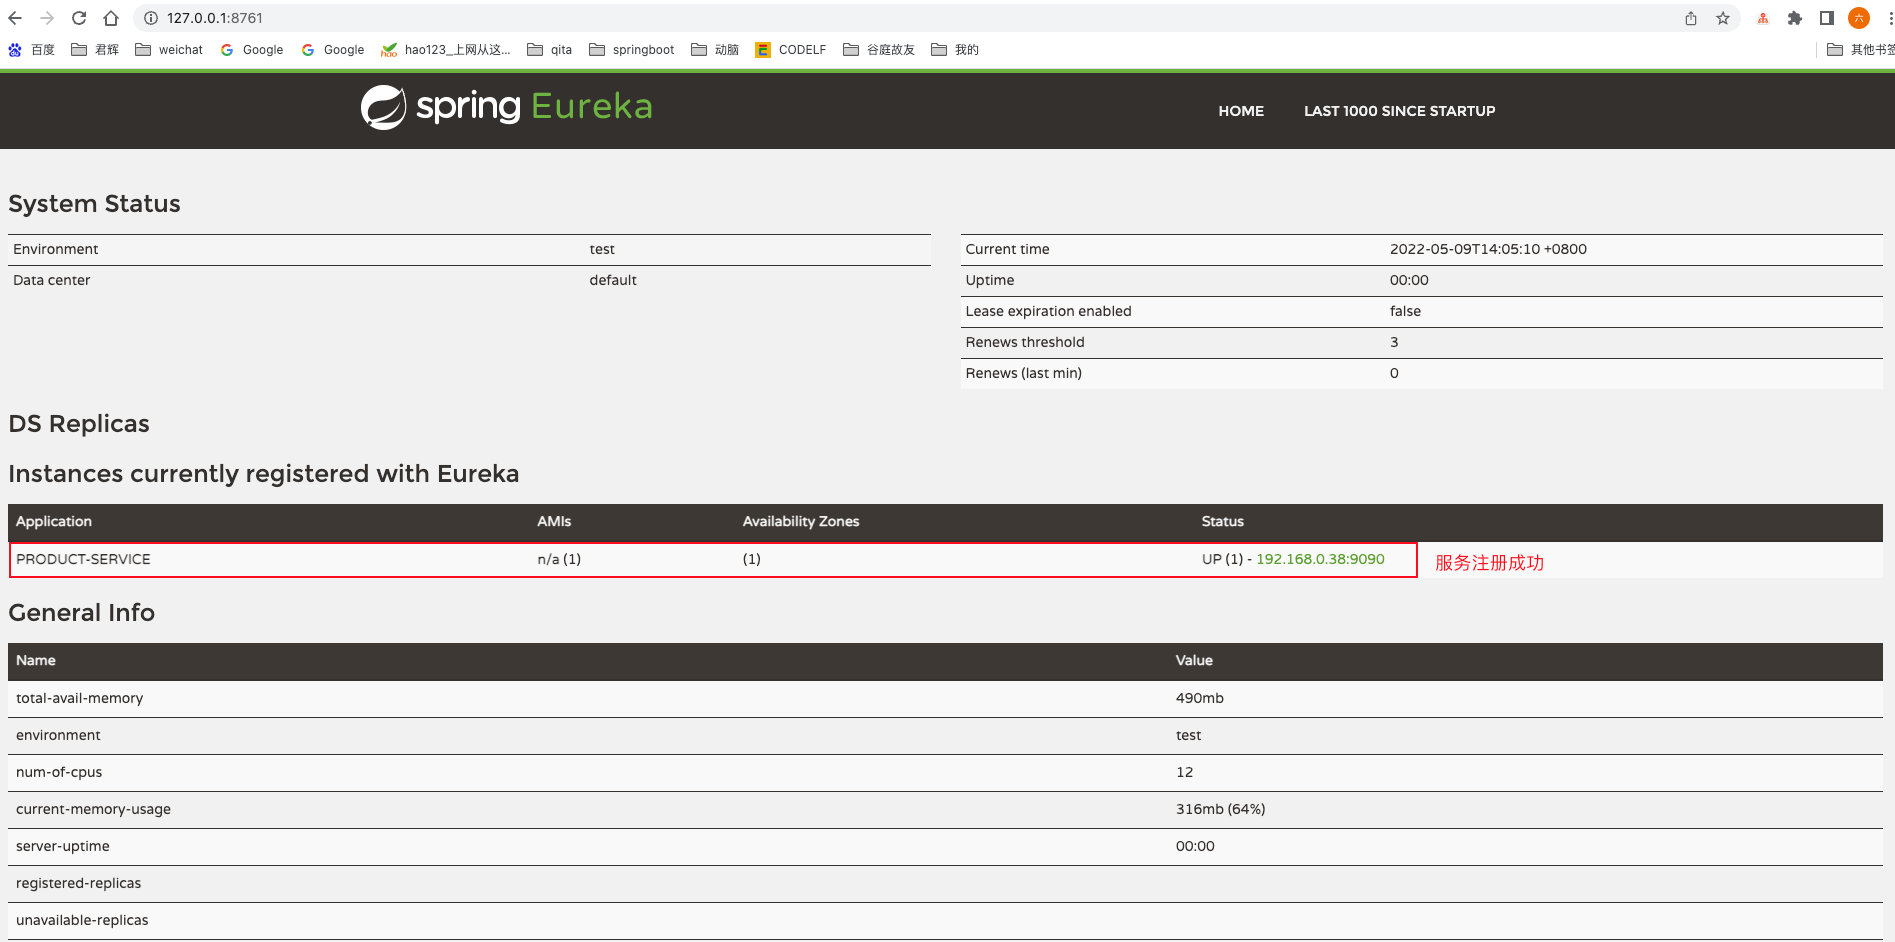 127.0.0.1:8761
百度 君辉 weichat Google Google hao123_上网从这... qita springboot 动脑 CODELF 谷庭故友 我的 其他书签
spring Eureka HOME LAST 1000 SINCE STARTUP
System Status
Environment test Current time 2022-05-09T14:05:10 +0800
Data center default Uptime 00:00
Lease expiration enabled false
Renews threshold 3
Renews (last min) 0
DS Replicas
Instances currently registered with Eureka
Application AMIs Availability Zones Status
PRODUCT-SERVICE n/a (1) (1) UP (1) - 192.168.0.38:9090 服务注册成功
General Info
Name Value
total-avail-memory 490mb
environment test
num-of-cpus 12
current-memory-usage 316mb (64%)
server-uptime 00:00
registered-replicas
unavailable-replicas